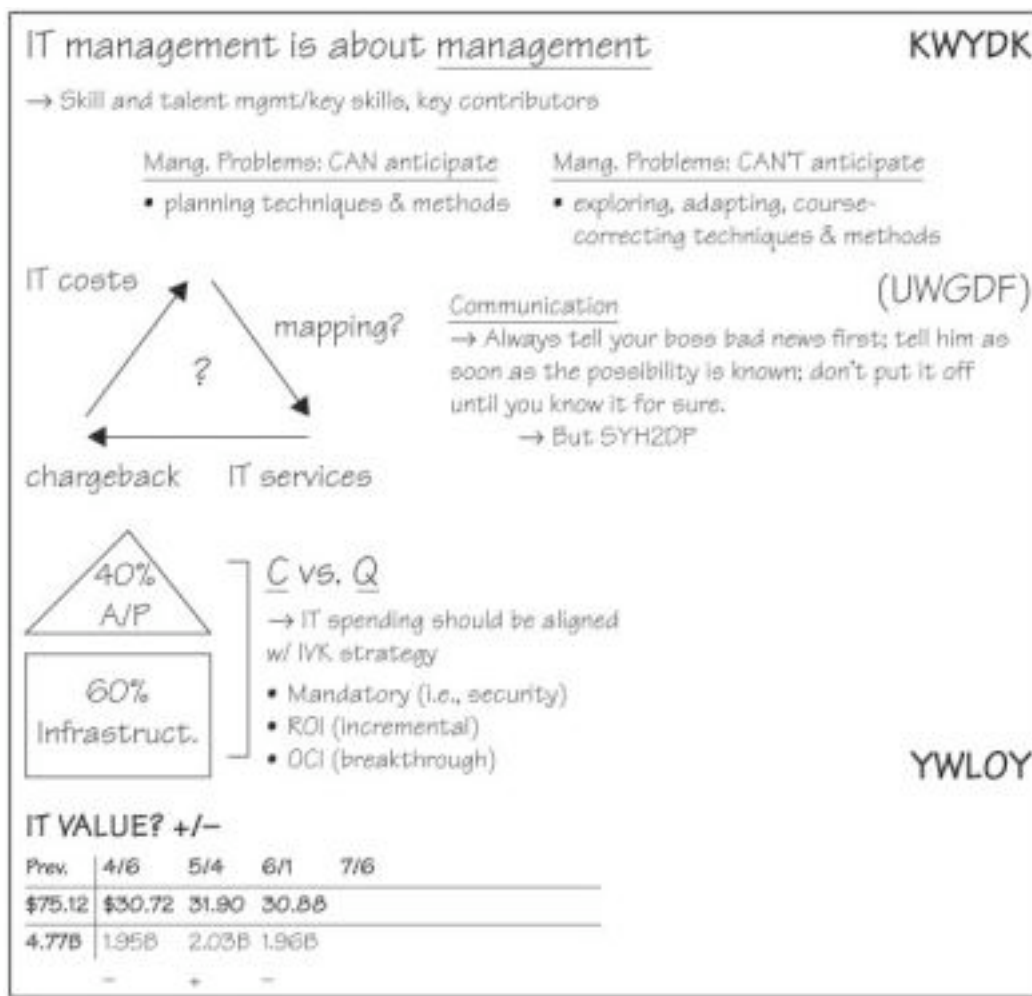 IT management is about management
KWYDK
→ Skill and talent mgmt/key skills, key contributors
Mang. Problems: CAN anticipate
• planning techniques & methods
Mang. Problems: CAN'T anticipate
• exploring, adapting, course-
correcting techniques & methods
IT costs
mapping?
?
chargeback
IT services
(UWGDF)
Communication
→ Always tell your boss bad news first; tell him as
soon as the possibility is known; don't put it off
until you know it for sure.
→ But SYH2DP
40%
A/P
60%
Infrastruct.
C vs. Q
→ IT spending should be aligned
w/ IVK strategy
• Mandatory (i.e., security)
• ROI (incremental)
• OCI (breakthrough)
YWLOY
IT VALUE? +/–
Prev. 4/6 5/4 6/1 7/6
$75.12 $30.72 31.90 30.88
4.77B 1.95B 2.03B 1.96B
– + –